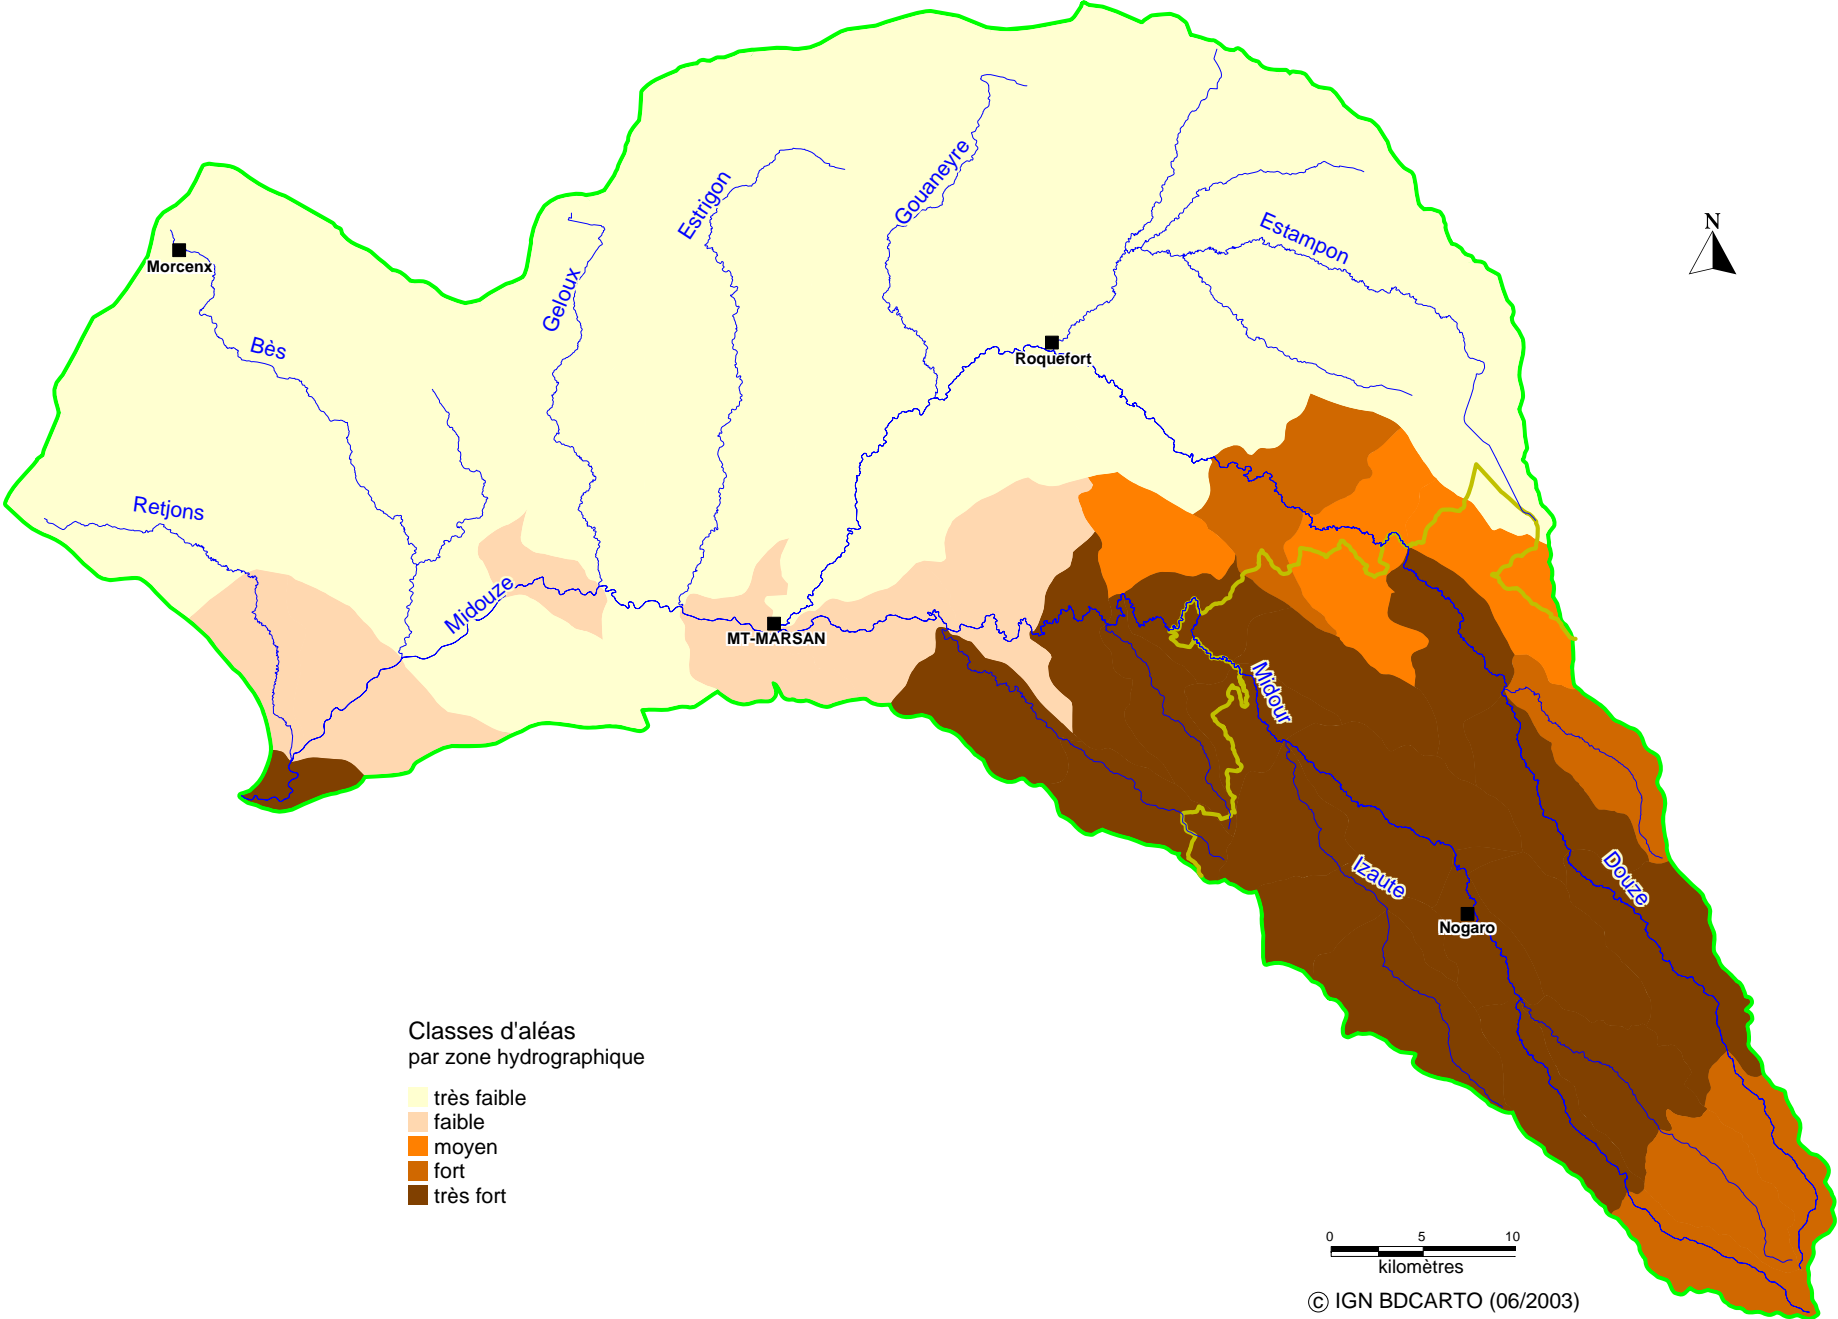 N
Gouaneyre
Estrigon
Estampon
Morcenx
Geloux
Bès
Roquefort
Retjons
Midouze
MT-MARSAN
Midour
Izaute
Douze
Nogaro
Classes d'aléas
par zone hydrographique
très faible
faible
moyen
fort
très fort
0 5 10
kilomètres
© IGN BDCARTO (06/2003)